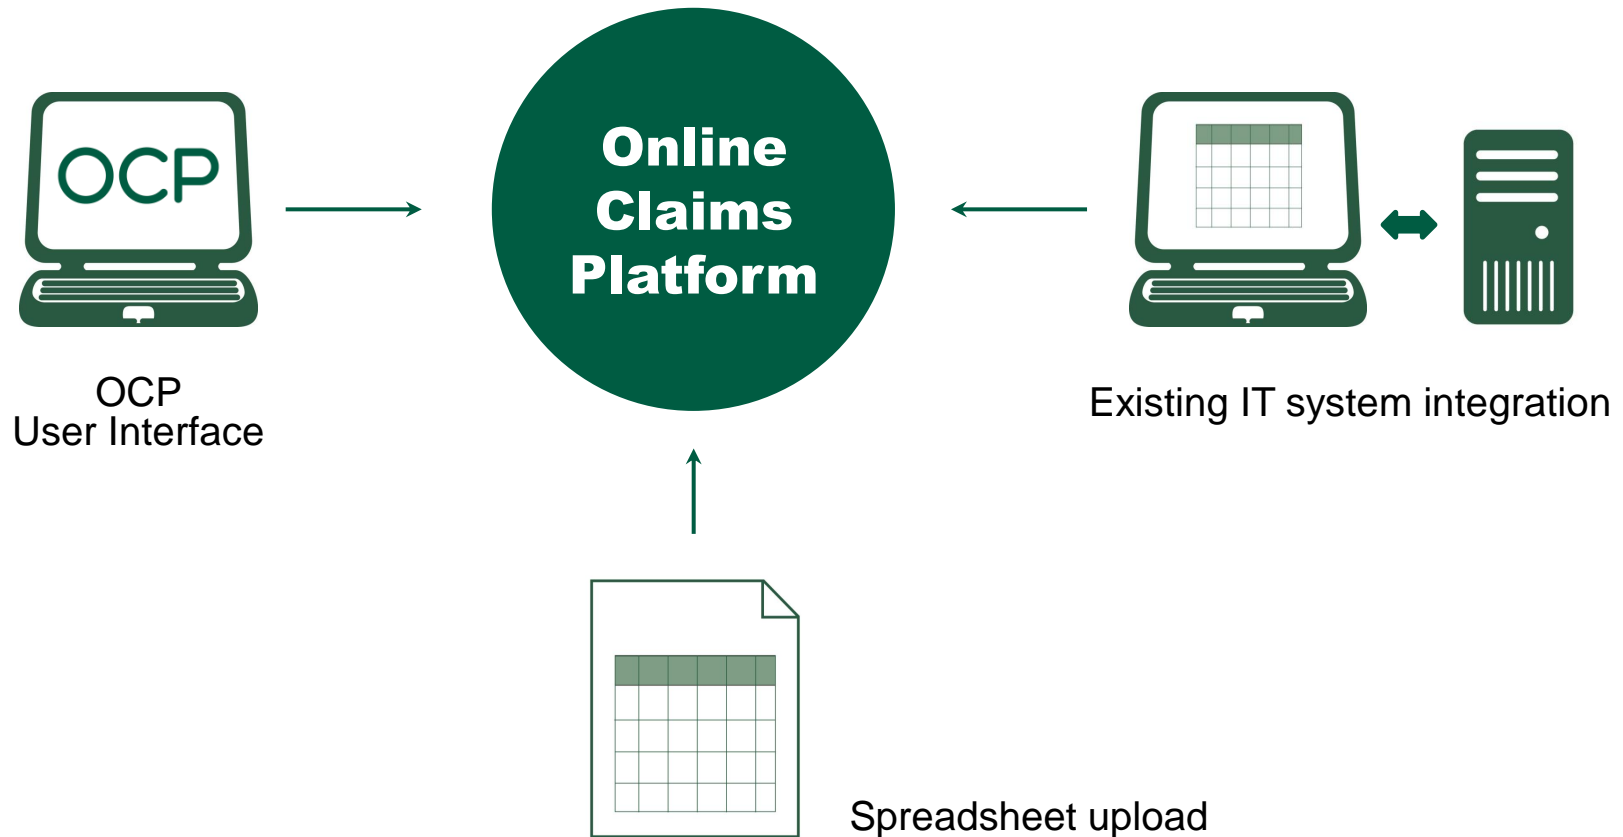 OCP
Online
Claims
Platform
OCP
User Interface
Existing IT system integration
Spreadsheet upload